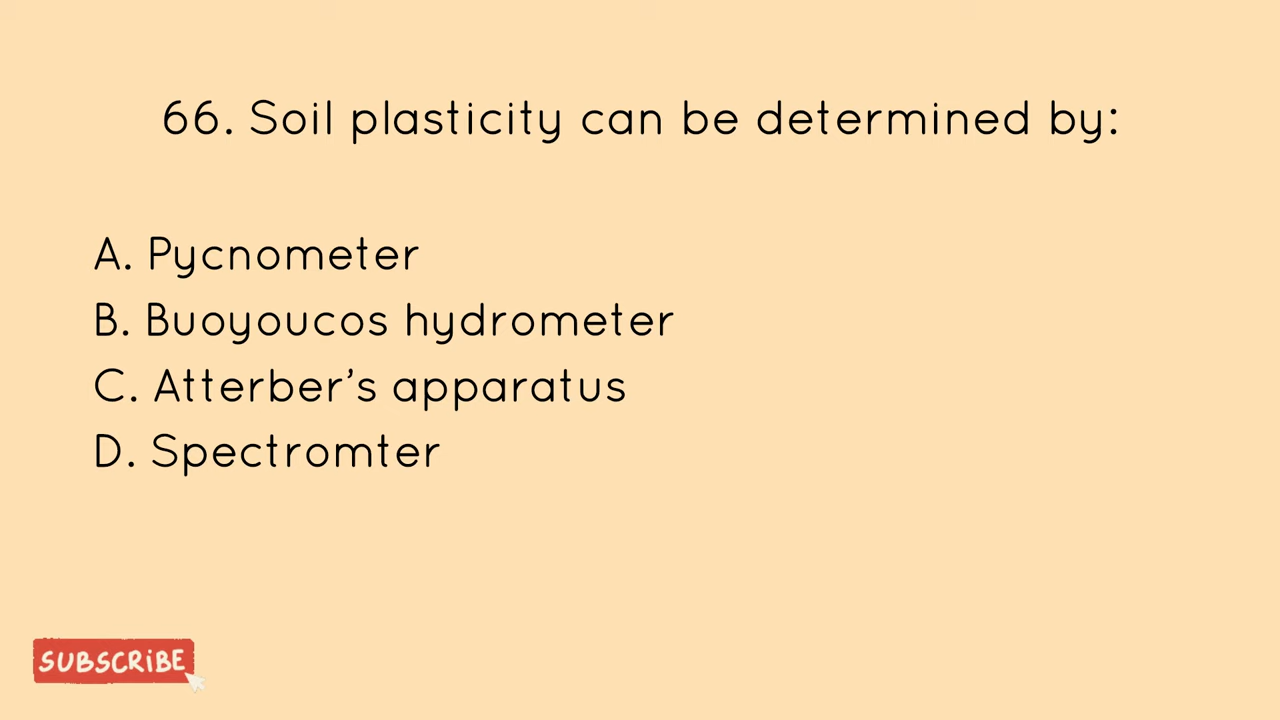 66. Soil plasticity can be determined by:
A. Pycnometer
B. Buoyoucos hydrometer
C. Atterber’s apparatus
D. Spectromter
SUBSCRiBE